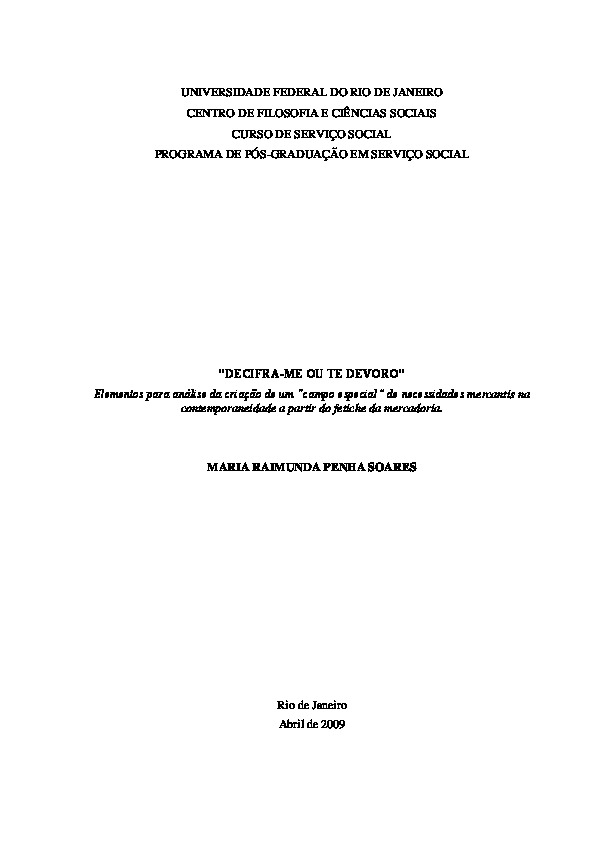 UNIVERSIDADE FEDERAL DO RIO DE JANEIRO
CENTRO DE FILOSOFIA E CIÊNCIAS SOCIAIS
CURSO DE SERVIÇO SOCIAL
PROGRAMA DE PÓS-GRADUAÇÃO EM SERVIÇO SOCIAL
"DECIFRA-ME OU TE DEVORO"
Elementos para análise da criação de um "campo especial" de necessidades mercantis na
contemporaneidade a partir do fetiche da mercadoria.
MARIA RAIMUNDA PENHA SOARES
Rio de Janeiro
Abril de 2009